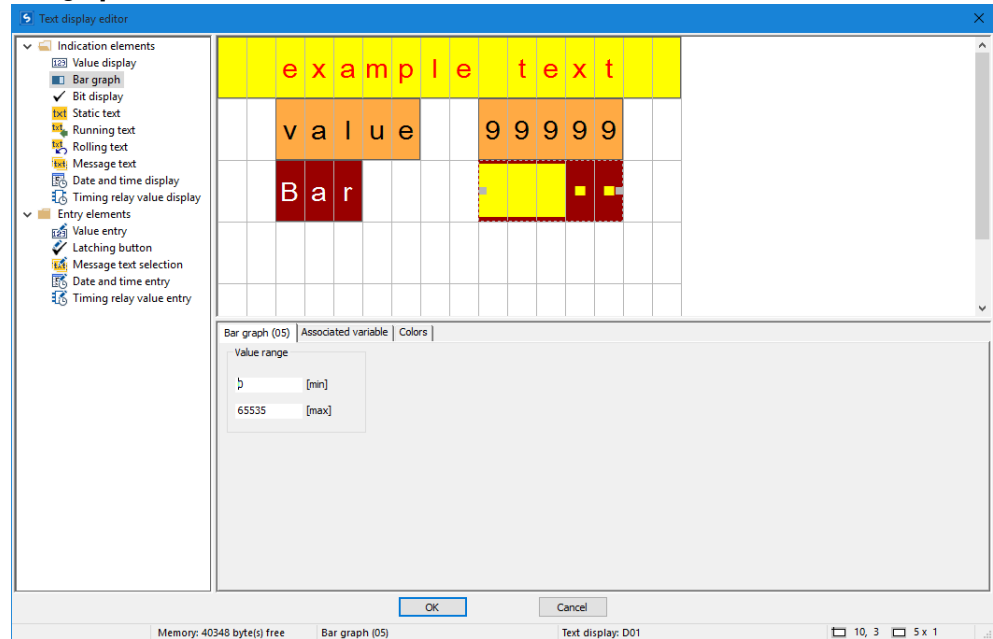 Text display editor
Indication elements
Value display
Bar graph
Bit display
Static text
Running text
Rolling text
Message text
Date and time display
Timing relay value display
Entry elements
Value entry
Latching button
Message text selection
Date and time entry
Timing relay value entry
example text
value 99999
Bar
Bar graph (05) Associated variable Colors
Value range
0 [min]
65535 [max]
OK Cancel
Memory: 40348 byte(s) free Bar graph (05) Text display: D01 10, 3 5 x 1